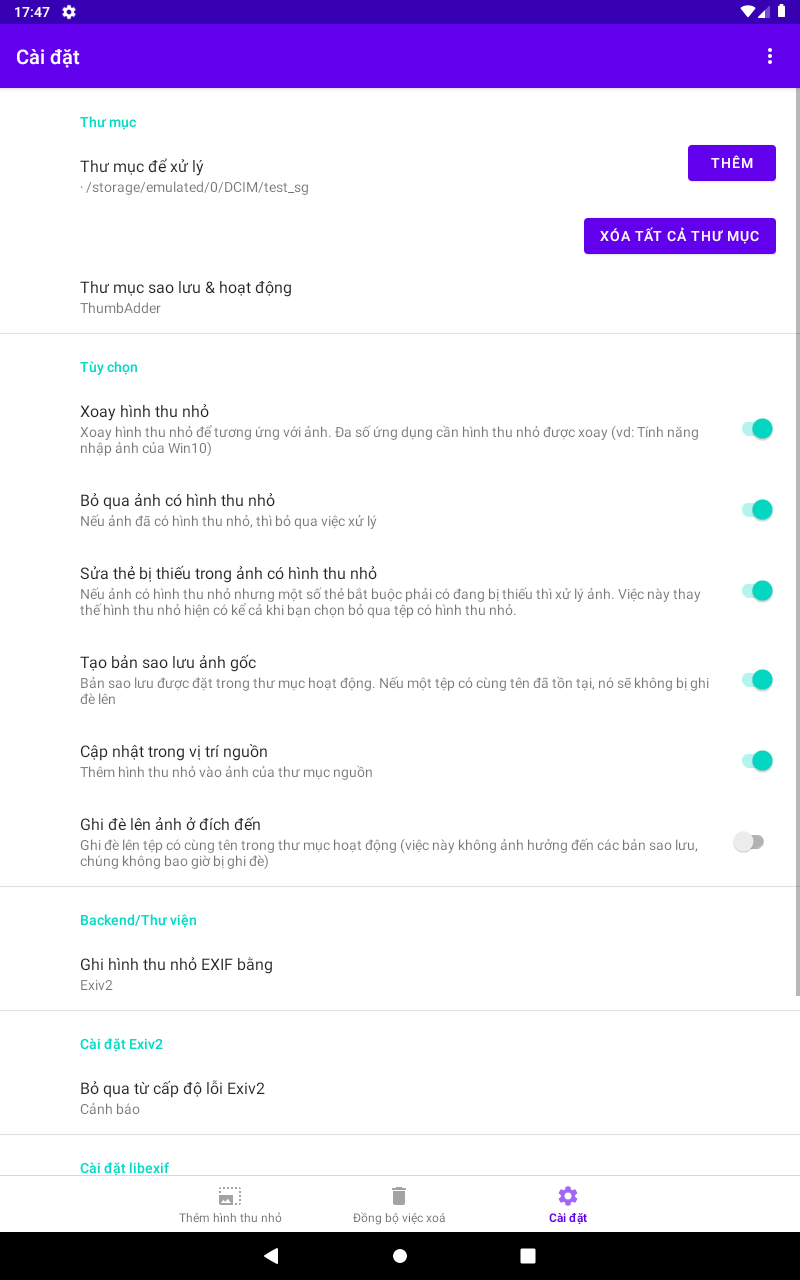 17:47
Cài đặt
Thư mục
Thư mục để xử lý
· /storage/emulated/0/DCIM/test_sg
THÊM
XÓA TẤT CẢ THƯ MỤC
Thư mục sao lưu & hoạt động
ThumbAdder
Tùy chọn
Xoay hình thu nhỏ
Xoay hình thu nhỏ để tương ứng với ảnh. Đa số ứng dụng cần hình thu nhỏ được xoay (vd: Tính năng
nhập ảnh của Win10)
Bỏ qua ảnh có hình thu nhỏ
Nếu ảnh đã có hình thu nhỏ, thì bỏ qua việc xử lý
Sửa thẻ bị thiếu trong ảnh có hình thu nhỏ
Nếu ảnh có hình thu nhỏ nhưng một số thẻ bắt buộc phải có đang bị thiếu thì xử lý ảnh. Việc này thay
thế hình thu nhỏ hiện có kể cả khi bạn chọn bỏ qua tệp có hình thu nhỏ.
Tạo bản sao lưu ảnh gốc
Bản sao lưu được đặt trong thư mục hoạt động. Nếu một tệp có cùng tên đã tồn tại, nó sẽ không bị ghi
đè lên
Cập nhật trong vị trí nguồn
Thêm hình thu nhỏ vào ảnh của thư mục nguồn
Ghi đè lên ảnh ở đích đến
Ghi đè lên tệp có cùng tên trong thư mục hoạt động (việc này không ảnh hưởng đến các bản sao lưu,
chúng không bao giờ bị ghi đè)
Backend/Thư viện
Ghi hình thu nhỏ EXIF bằng
Exiv2
Cài đặt Exiv2
Bỏ qua từ cấp độ lỗi Exiv2
Cảnh báo
Cài đặt libexif
Thêm hình thu nhỏ
Đồng bộ việc xoá
Cài đặt